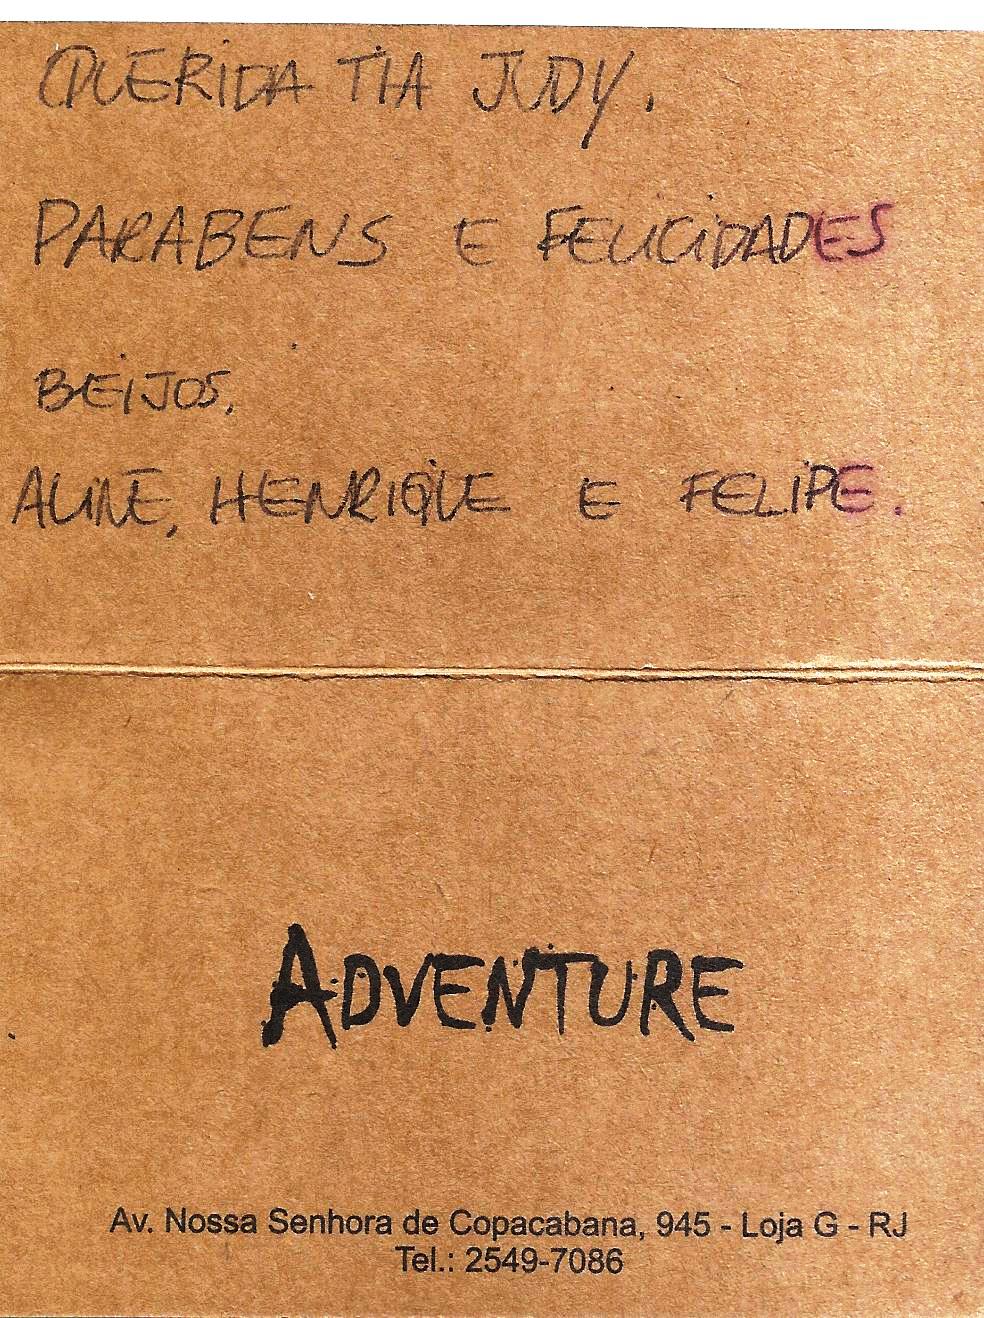 QUERIDA TIA JUDY.
PARABENS E FELICIDADES
BEIJOS,
ALINE, HENRIQUE E FELIPE.
ADVENTURE
Av. Nossa Senhora de Copacabana, 945 - Loja G - RJ
Tel.: 2549-7086